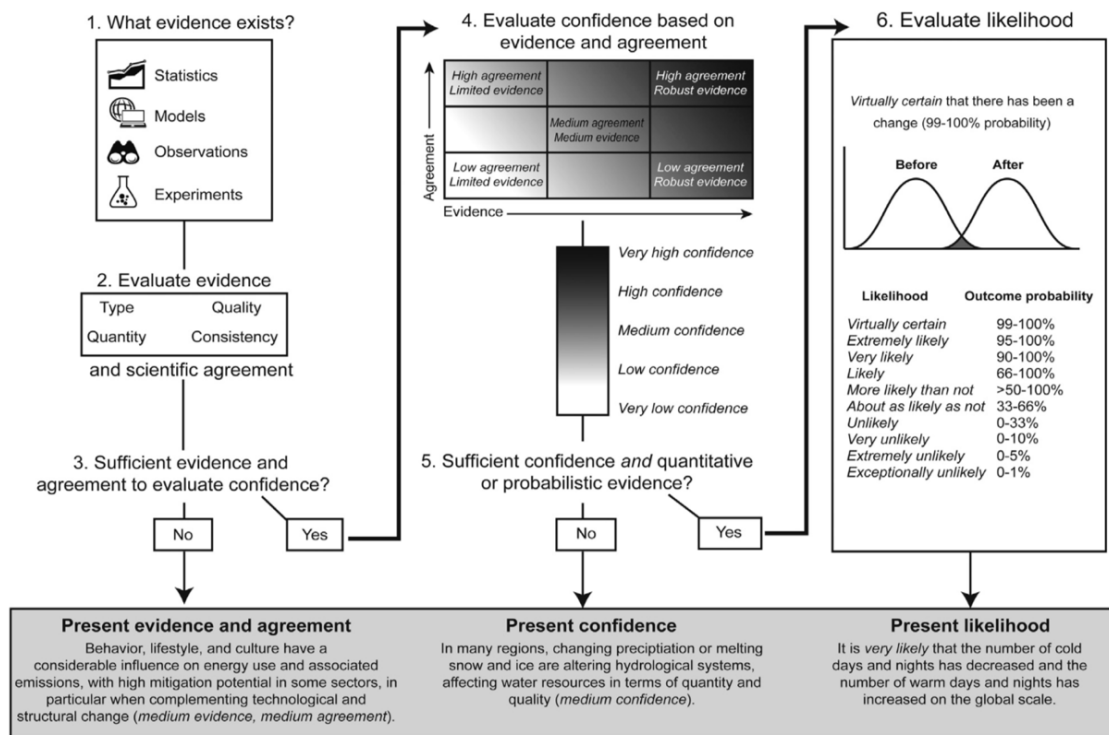 1. What evidence exists?
Statistics
Models
Observations
Experiments
2. Evaluate evidence
Type Quality
Quantity Consistency
and scientific agreement
3. Sufficient evidence and
agreement to evaluate confidence?
No
Yes
4. Evaluate confidence based on
evidence and agreement
Agreement
High agreement
Limited evidence
High agreement
Robust evidence
Medium agreement
Medium evidence
Low agreement
Limited evidence
Low agreement
Robust evidence
Evidence
Very high confidence
High confidence
Medium confidence
Low confidence
Very low confidence
5. Sufficient confidence and quantitative
or probabilistic evidence?
No
Yes
6. Evaluate likelihood
Virtually certain that there has been a
change (99-100% probability)
Before After
Likelihood Outcome probability
Virtually certain 99-100%
Extremely likely 95-100%
Very likely 90-100%
Likely 66-100%
More likely than not >50-100%
About as likely as not 33-66%
Unlikely 0-33%
Very unlikely 0-10%
Extremely unlikely 0-5%
Exceptionally unlikely 0-1%
Present evidence and agreement
Behavior, lifestyle, and culture have a
considerable influence on energy use and associated
emissions, with high mitigation potential in some sectors, in
particular when complementing technological and
structural change (medium evidence, medium agreement).
Present confidence
In many regions, changing precipitation or melting
snow and ice are altering hydrological systems,
affecting water resources in terms of quantity and
quality (medium confidence).
Present likelihood
It is very likely that the number of cold
days and nights has decreased and the
number of warm days and nights has
increased on the global scale.